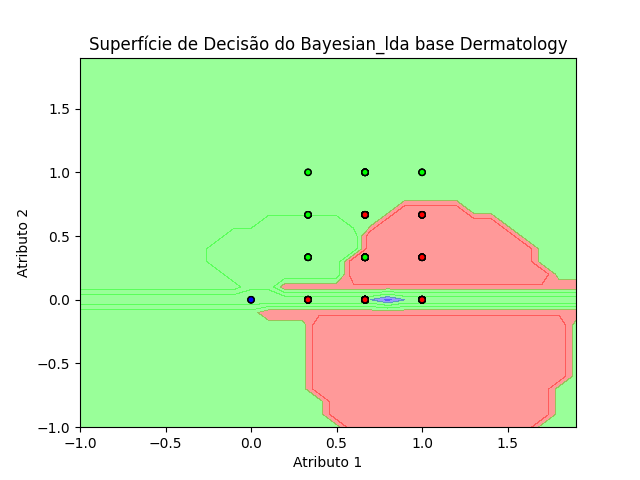 Superfície de Decisão do Bayesian_lda base Dermatology
1.5
1.0
0.5
0.0
−0.5
−1.0
Atributo 2
−1.0 −0.5 0.0 0.5 1.0 1.5
Atributo 1